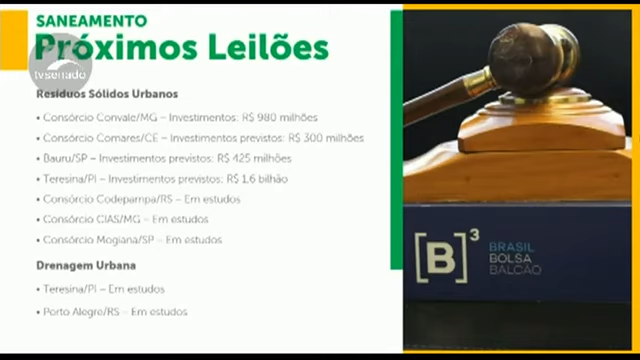 SANEAMENTO
Próximos Leilões
tvsenado
Resíduos Sólidos Urbanos
• Consórcio Convale/MG – Investimentos: R$ 980 milhões
• Consórcio Comares/CE – Investimentos previstos: R$ 300 milhões
• Bauru/SP – Investimentos previstos: R$ 425 milhões
• Teresina/PI – Investimentos previstos: R$ 1,6 bilhão
• Consórcio Codepampa/RS – Em estudos
• Consórcio CIAS/MG – Em estudos
• Consórcio Mogiana/SP – Em estudos
Drenagem Urbana
• Teresina/PI – Em estudos
• Porto Alegre/RS – Em estudos
[B]³
BRASIL
BOLSA
BALCÃO